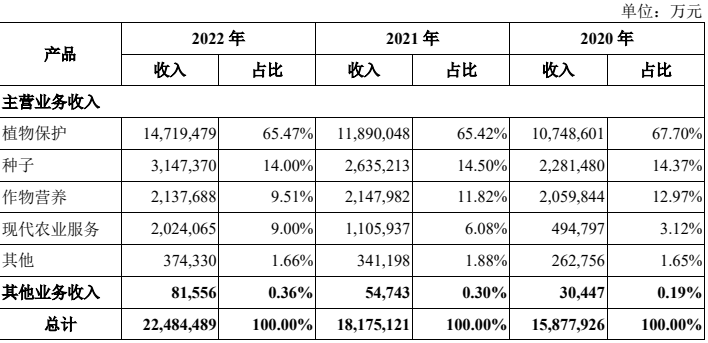 单位：万元
产品 2022 年 2021 年 2020 年
收入 占比 收入 占比 收入 占比
主营业务收入
植物保护 14,719,479 65.47% 11,890,048 65.42% 10,748,601 67.70%
种子 3,147,370 14.00% 2,635,213 14.50% 2,281,480 14.37%
作物营养 2,137,688 9.51% 2,147,982 11.82% 2,059,844 12.97%
现代农业服务 2,024,065 9.00% 1,105,937 6.08% 494,797 3.12%
其他 374,330 1.66% 341,198 1.88% 262,756 1.65%
其他业务收入 81,556 0.36% 54,743 0.30% 30,447 0.19%
总计 22,484,489 100.00% 18,175,121 100.00% 15,877,926 100.00%